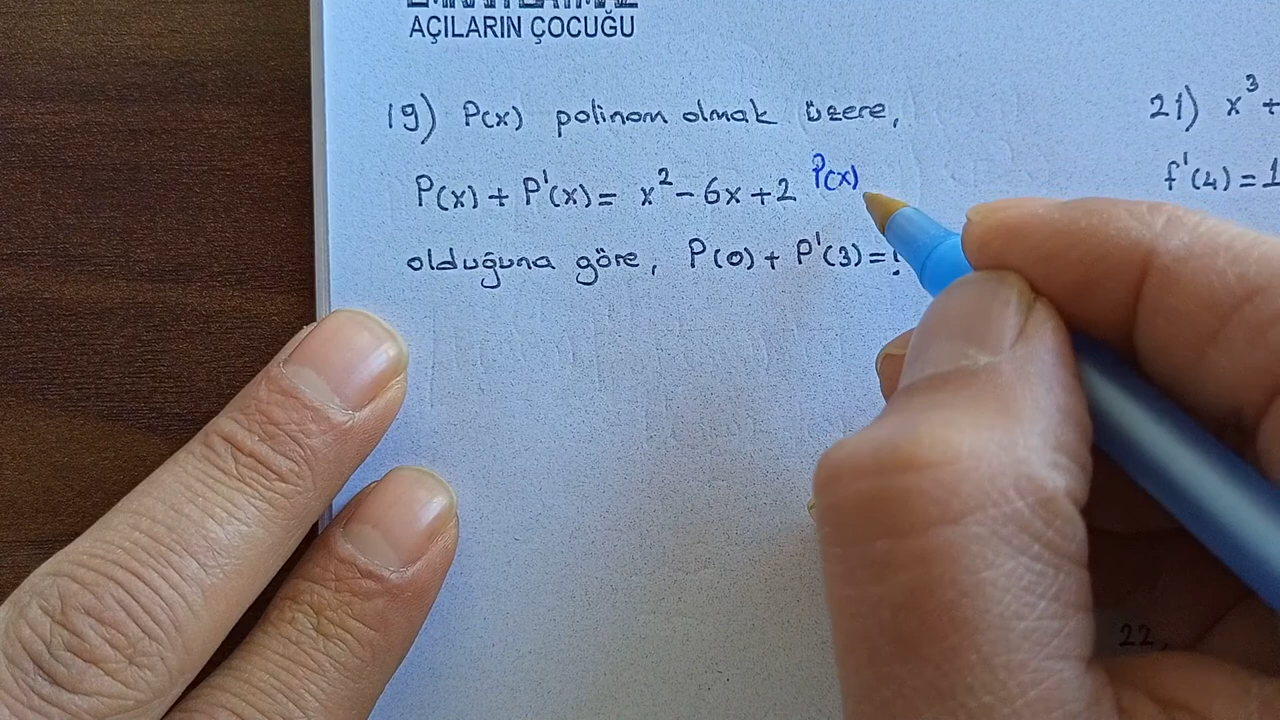 AÇILARIN ÇOCUĞU
19) P(x) polinom olmak üzere,
P(x) + P'(x) = x² - 6x + 2 P(x)
olduğuna göre, P(0) + P'(3) =
21) x³ +
f'(4) = 1
22,